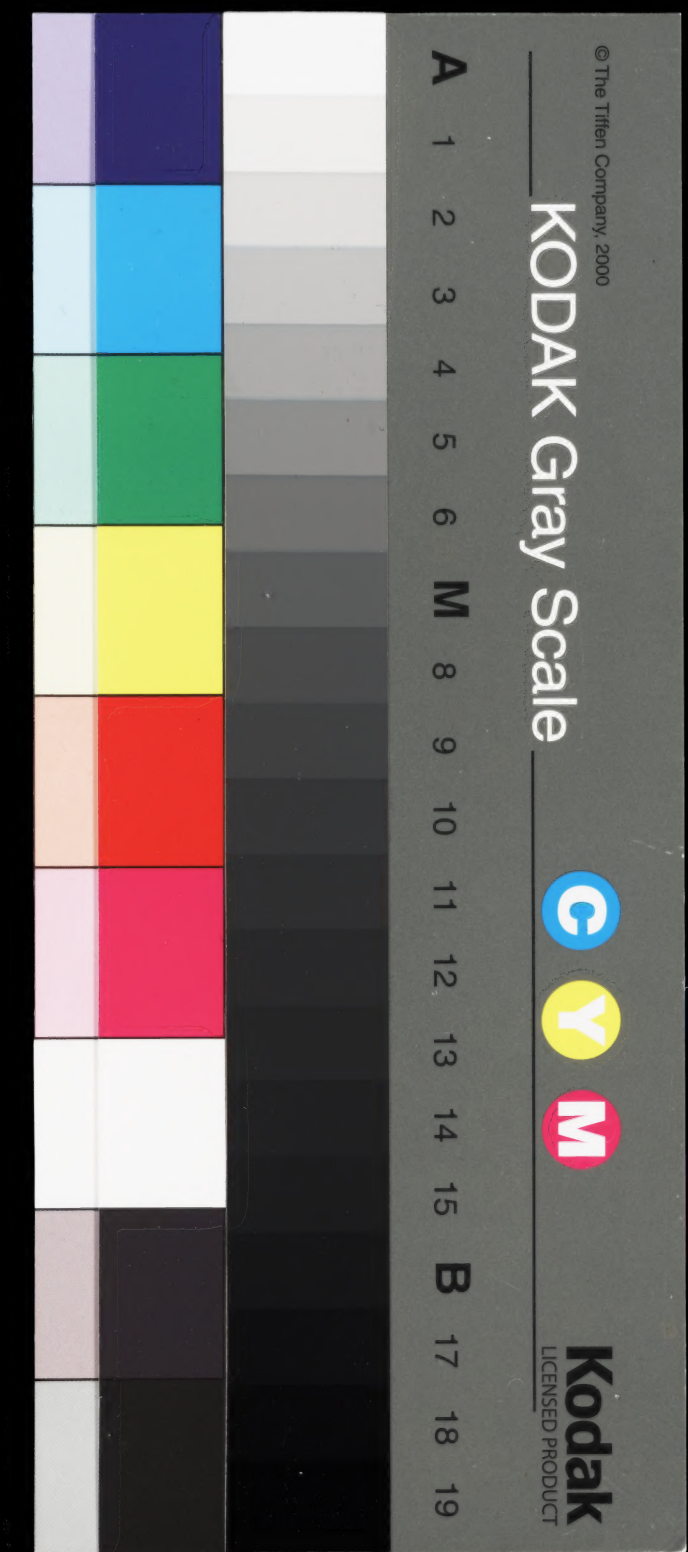 © The Tiffen Company, 2000
KODAK Gray Scale
C Y M
Kodak
LICENSED PRODUCT
A 1 2 3 4 5 6 M 8 9 10 11 12 13 14 15 B 17 18 19